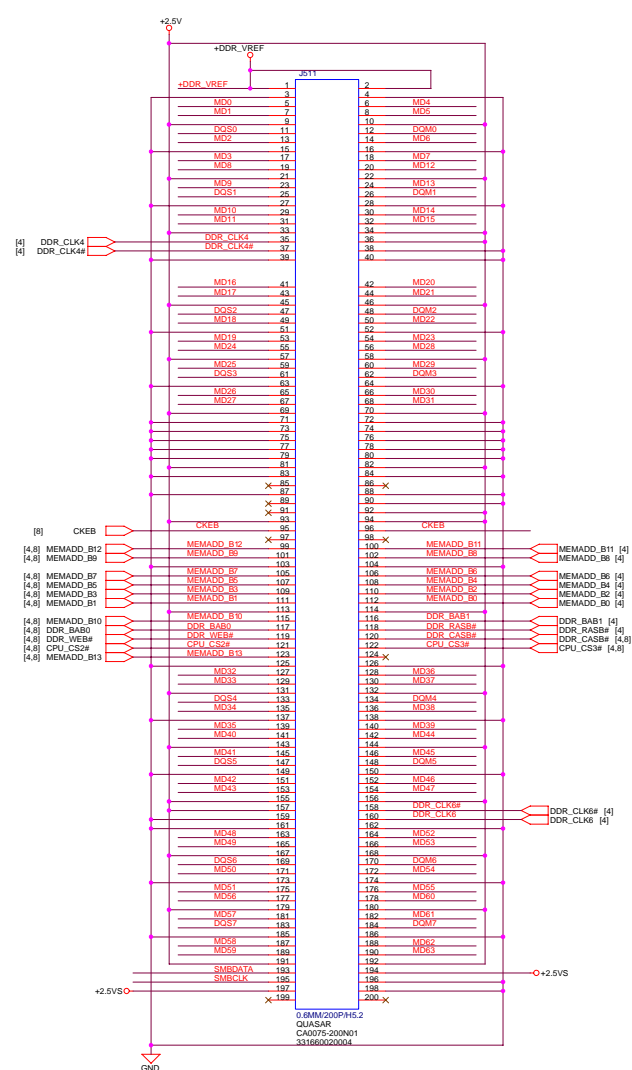 +2.5V
+DDR_VREF
J511
+DDR_VREF 1 2
3 4
MD0 5 6 MD4
MD1 7 8 MD5
9 10
DQS0 11 12 DQM0
MD2 13 14 MD6
15 16
MD3 17 18 MD7
MD8 19 20 MD12
21 22
MD9 23 24 MD13
DQS1 25 26 DQM1
27 28
MD10 29 30 MD14
MD11 31 32 MD15
33 34
[4] DDR_CLK4 DDR_CLK4 35 36
[4] DDR_CLK4# DDR_CLK4# 37 38
39 40
MD16 41 42 MD20
MD17 43 44 MD21
45 46
DQS2 47 48 DQM2
MD18 49 50 MD22
51 52
MD19 53 54 MD23
MD24 55 56 MD28
57 58
MD25 59 60 MD29
DQS3 61 62 DQM3
63 64
MD26 65 66 MD30
MD27 67 68 MD31
69 70
71 72
73 74
75 76
77 78
79 80
81 82
83 84
85 86
87 88
89 90
91 92
93 94
[8] CKEB CKEB 95 96 CKEB
97 98
[4,8] MEMADD_B12 MEMADD_B12 99 100 MEMADD_B11 MEMADD_B11 [4]
[4,8] MEMADD_B9 MEMADD_B9 101 102 MEMADD_B8 MEMADD_B8 [4]
103 104
[4,8] MEMADD_B7 MEMADD_B7 105 106 MEMADD_B6 MEMADD_B6 [4]
[4,8] MEMADD_B5 MEMADD_B5 107 108 MEMADD_B4 MEMADD_B4 [4]
[4,8] MEMADD_B3 MEMADD_B3 109 110 MEMADD_B2 MEMADD_B2 [4]
[4,8] MEMADD_B1 MEMADD_B1 111 112 MEMADD_B0 MEMADD_B0 [4]
113 114
[4,8] MEMADD_B10 MEMADD_B10 115 116 DDR_BAB1 DDR_BAB1 [4]
[4,8] DDR_BAB0 DDR_BAB0 117 118 DDR_RASB# DDR_RASB# [4]
[4,8] DDR_WEB# DDR_WEB# 119 120 DDR_CASB# DDR_CASB# [4,8]
[4,8] CPU_CS2# CPU_CS2# 121 122 CPU_CS3# CPU_CS3# [4,8]
[4,8] MEMADD_B13 MEMADD_B13 123 124
125 126
MD32 127 128 MD36
MD33 129 130 MD37
131 132
DQS4 133 134 DQM4
MD34 135 136 MD38
137 138
MD35 139 140 MD39
MD40 141 142 MD44
143 144
MD41 145 146 MD45
DQS5 147 148 DQM5
149 150
MD42 151 152 MD46
MD43 153 154 MD47
155 156
157 158 DDR_CLK6# DDR_CLK6# [4]
159 160 DDR_CLK6 DDR_CLK6 [4]
161 162
MD48 163 164 MD52
MD49 165 166 MD53
167 168
DQS6 169 170 DQM6
MD50 171 172 MD54
173 174
MD51 175 176 MD55
MD56 177 178 MD60
179 180
MD57 181 182 MD61
DQS7 183 184 DQM7
185 186
MD58 187 188 MD62
MD59 189 190 MD63
191 192
SMBDATA 193 194 +2.5VS
SMBCLK 195 196
+2.5VS 197 198
199 200
0.6MM/200P/H5.2
QUASAR
CA0075-200N01
331660020004
GND